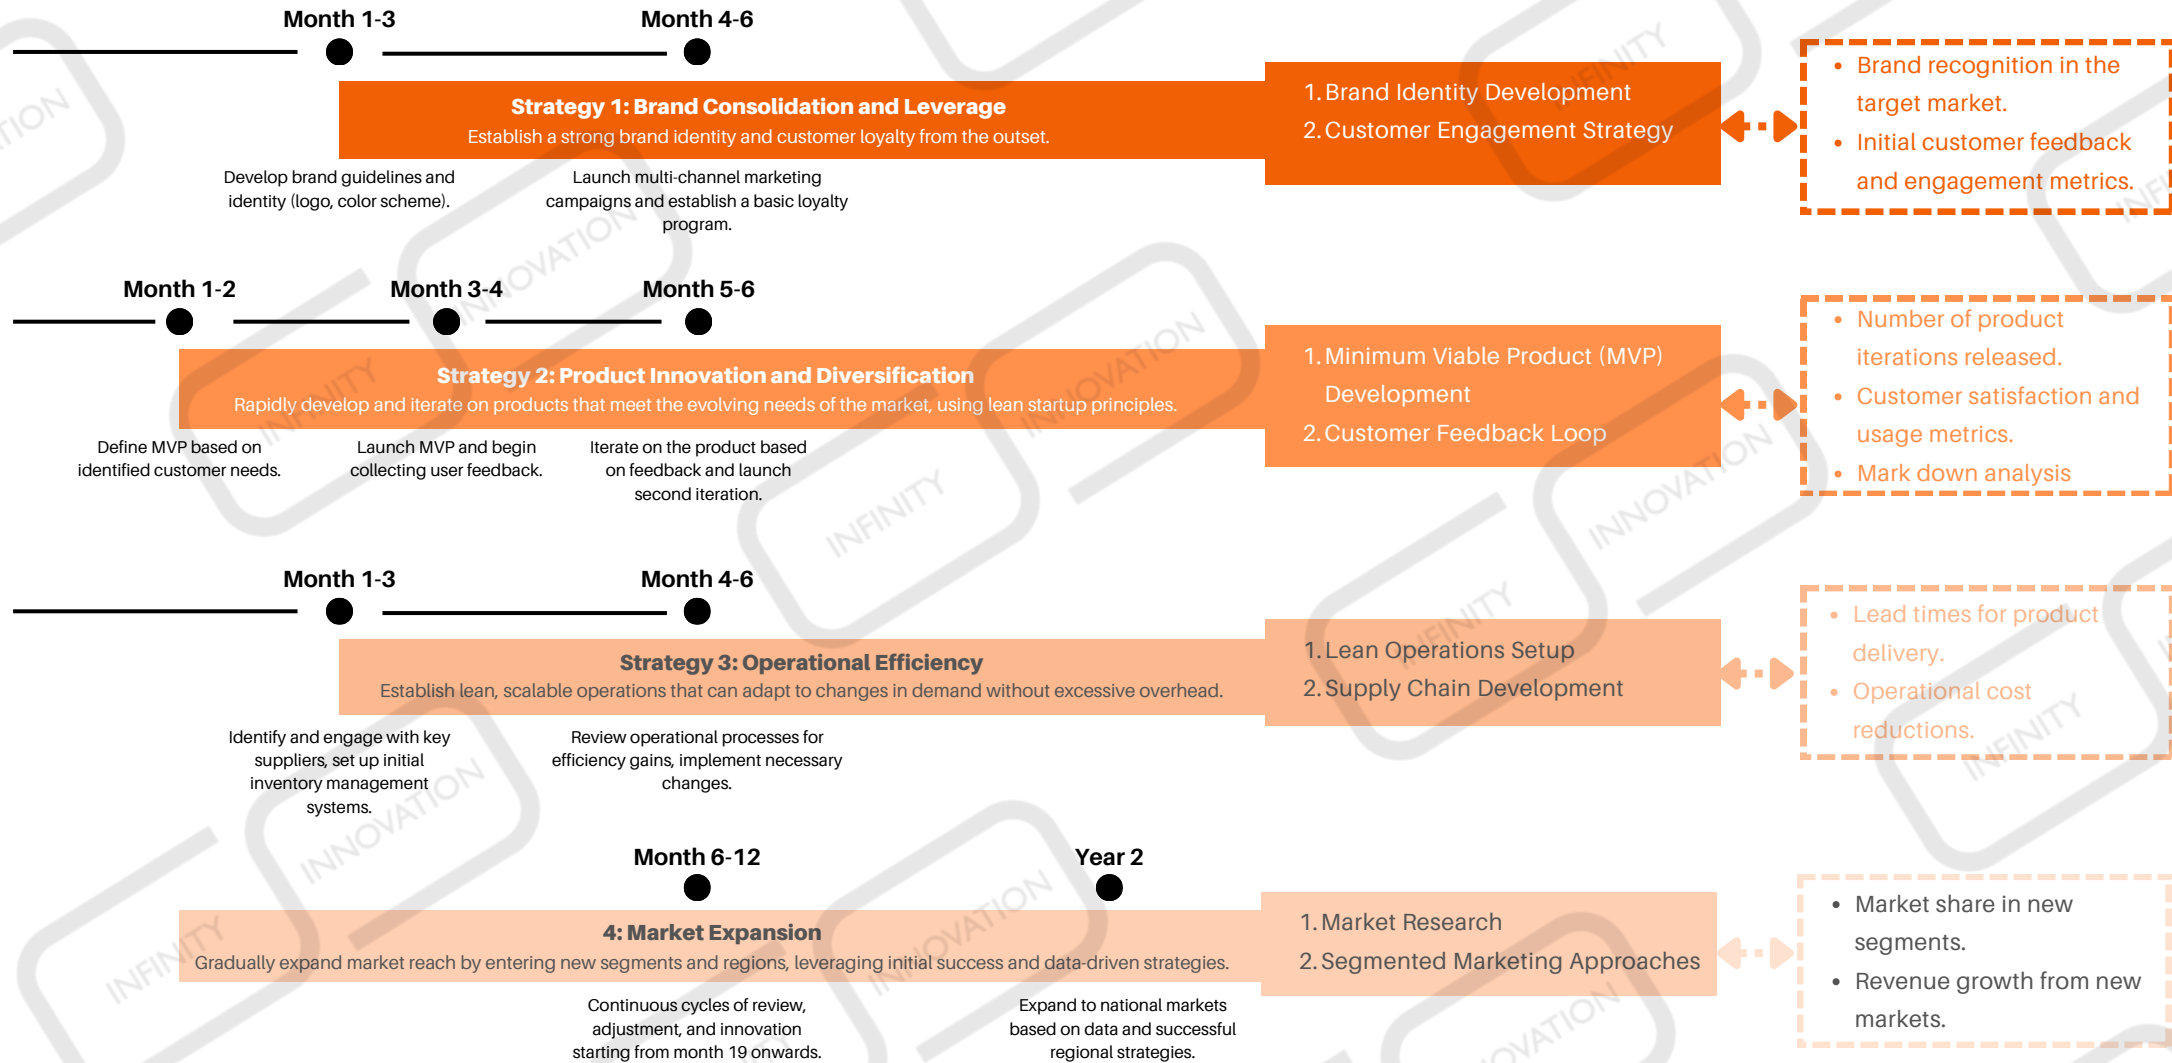 Month 1-3
Month 4-6
Strategy 1: Brand Consolidation and Leverage
Establish a strong brand identity and customer loyalty from the outset.
Develop brand guidelines and
identity (logo, color scheme).
Launch multi-channel marketing
campaigns and establish a basic loyalty
program.
1. Brand Identity Development
2. Customer Engagement Strategy
• Brand recognition in the
target market.
• Initial customer feedback
and engagement metrics.
Month 1-2
Month 3-4
Month 5-6
Strategy 2: Product Innovation and Diversification
Rapidly develop and iterate on products that meet the evolving needs of the market, using lean startup principles.
Define MVP based on
identified customer needs.
Launch MVP and begin
collecting user feedback.
Iterate on the product based
on feedback and launch
second iteration.
1. Minimum Viable Product (MVP)
Development
2. Customer Feedback Loop
• Number of product
iterations released.
• Customer satisfaction and
usage metrics.
• Mark down analysis
Month 1-3
Month 4-6
Strategy 3: Operational Efficiency
Establish lean, scalable operations that can adapt to changes in demand without excessive overhead.
Identify and engage with key
suppliers, set up initial
inventory management
systems.
Review operational processes for
efficiency gains, implement necessary
changes.
1. Lean Operations Setup
2. Supply Chain Development
• Lead times for product
delivery.
• Operational cost
reductions.
Month 6-12
Year 2
4: Market Expansion
Gradually expand market reach by entering new segments and regions, leveraging initial success and data-driven strategies.
Continuous cycles of review,
adjustment, and innovation
starting from month 19 onwards.
Expand to national markets
based on data and successful
regional strategies.
1. Market Research
2. Segmented Marketing Approaches
• Market share in new
segments.
• Revenue growth from new
markets.
INFINITY
INNOVATION
INFINITY
INNOVATION
INFINITY
INNOVATION
INFINITY
INNOVATION
INFINITY
INNOVATION
INFINITY
INNOVATION
INFINITY